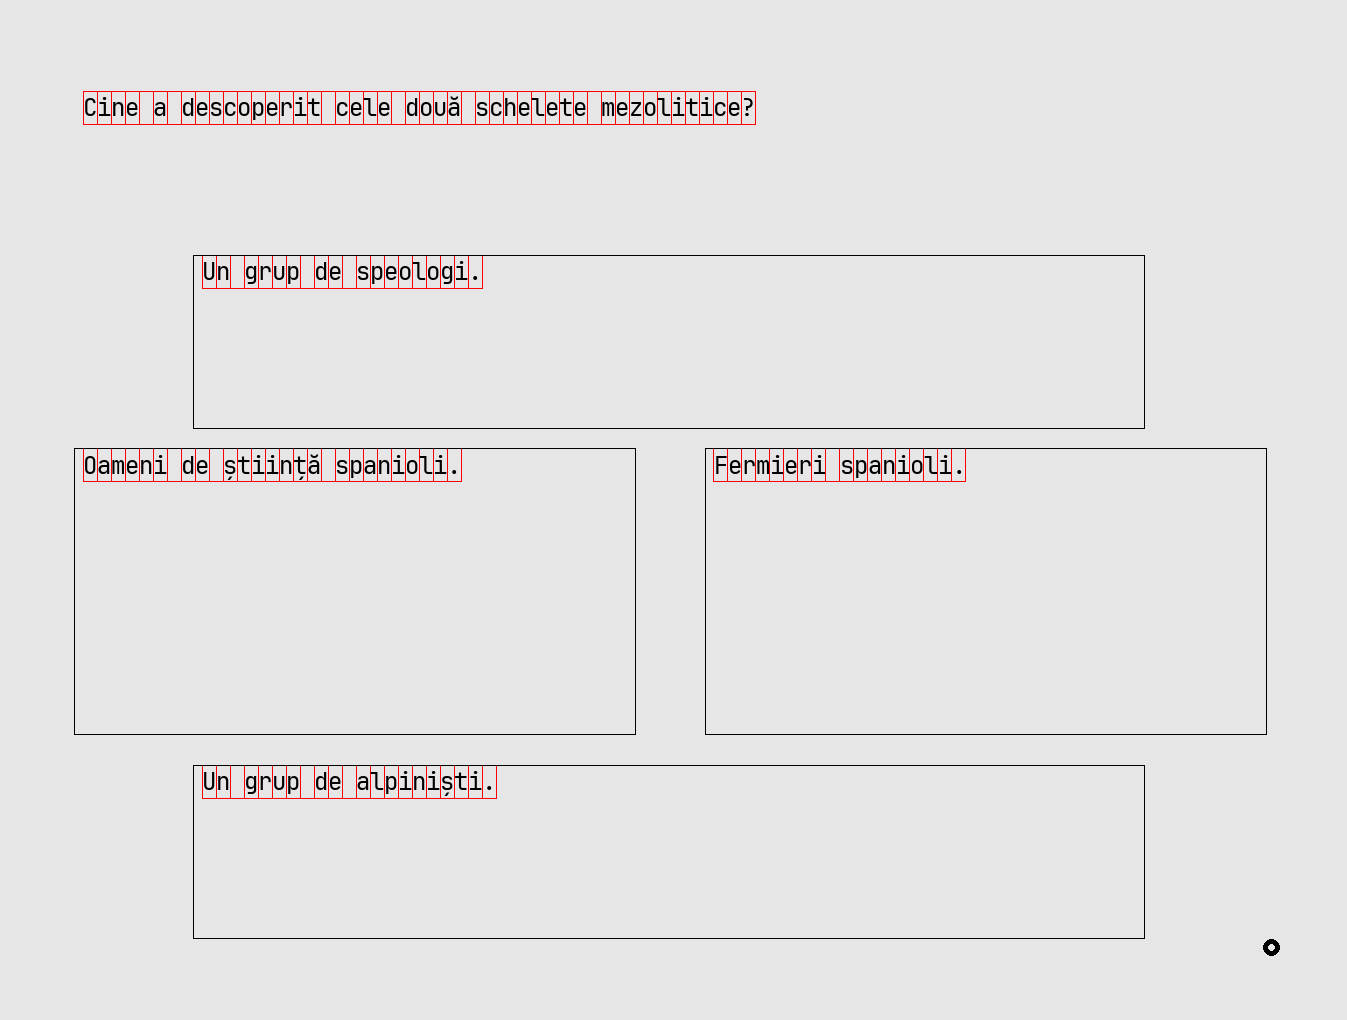 Cine a descoperit cele două schelete mezolitice?
Un grup de speologi.
Oameni de știință spanioli.
Fermieri spanioli.
Un grup de alpiniști.